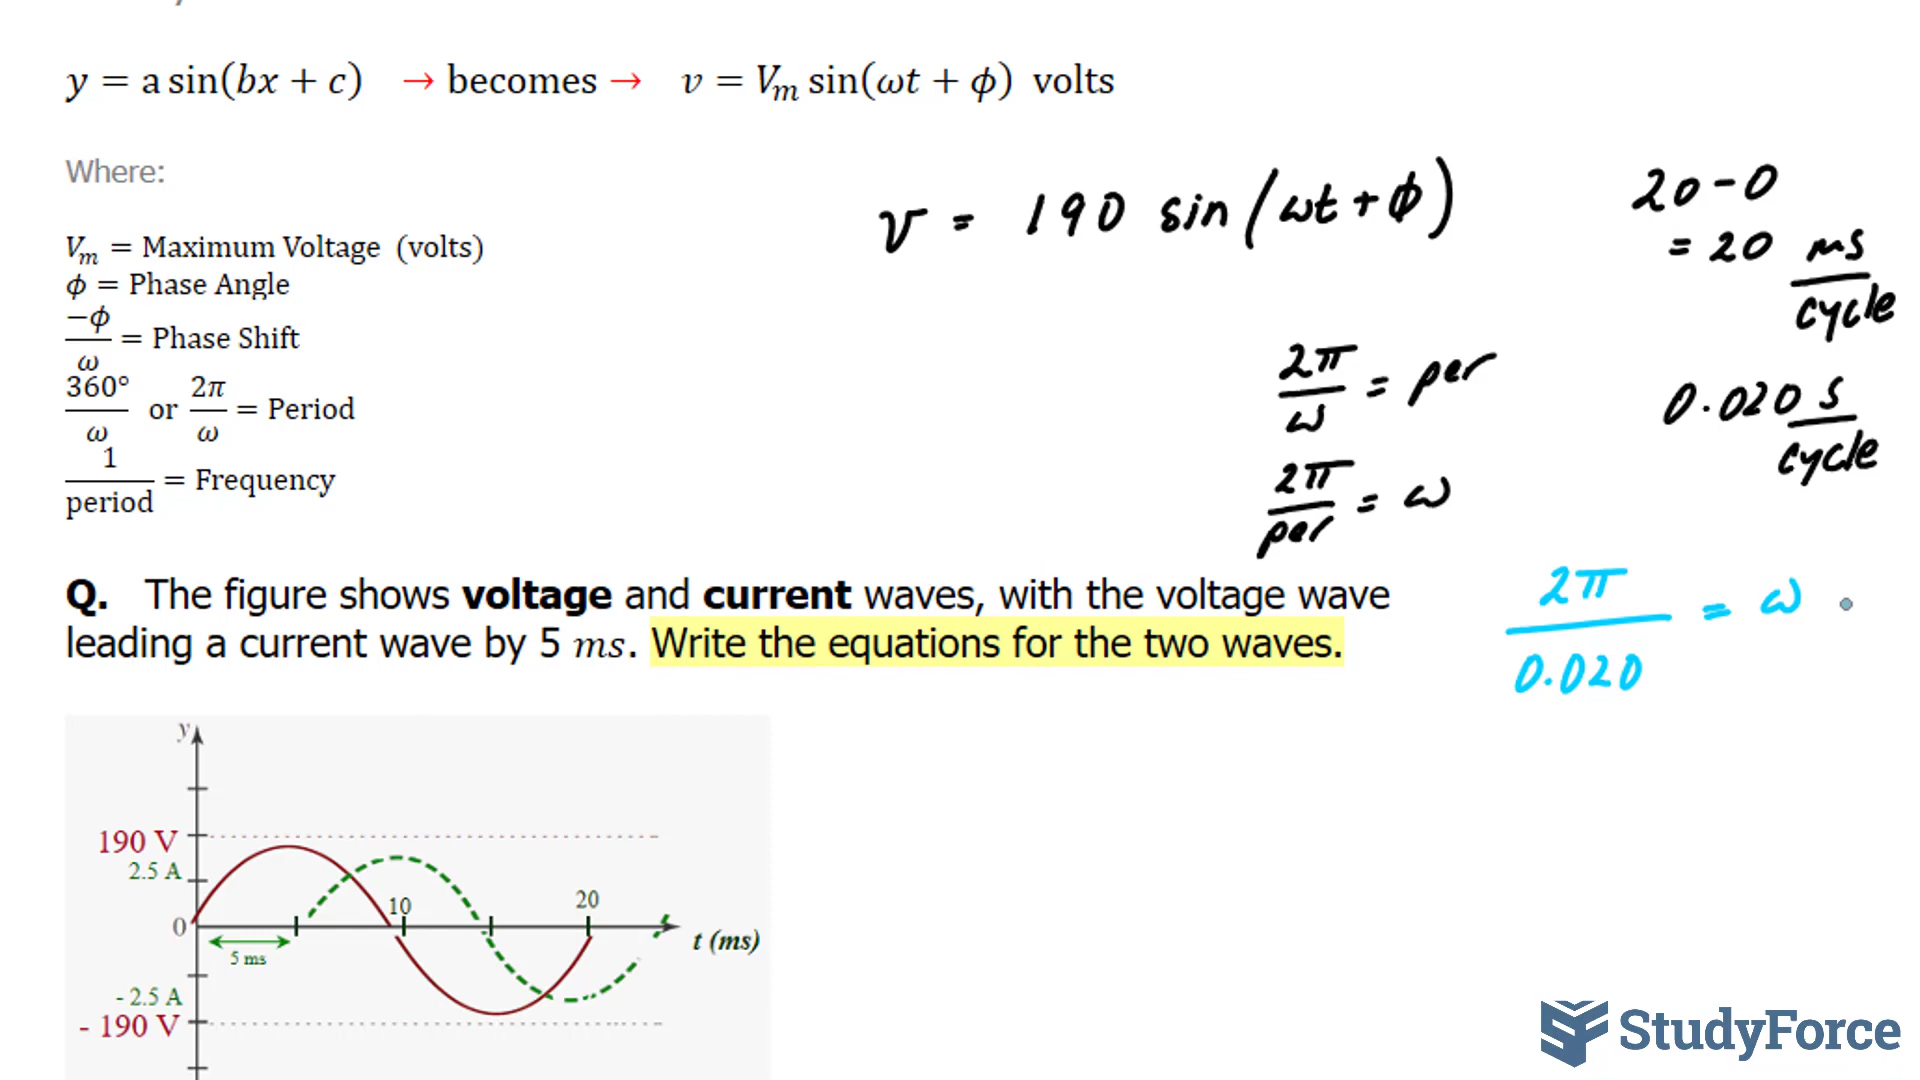 y = a sin(bx + c) → becomes → v = Vₘ sin(ωt + ϕ) volts
Where:
Vₘ = Maximum Voltage (volts)
ϕ = Phase Angle
−ϕ/ω = Phase Shift
360°/ω or 2π/ω = Period
1/period = Frequency
v = 190 sin(ωt + ϕ)
20 - 0
= 20 ms/cycle
0.020 s/cycle
2π/ω = per
2π/per = ω
2π/0.020 = ω
Q. The figure shows voltage and current waves, with the voltage wave
leading a current wave by 5 ms. Write the equations for the two waves.
y
190 V
2.5 A
0
10
20
t (ms)
5 ms
- 2.5 A
- 190 V
StudyForce